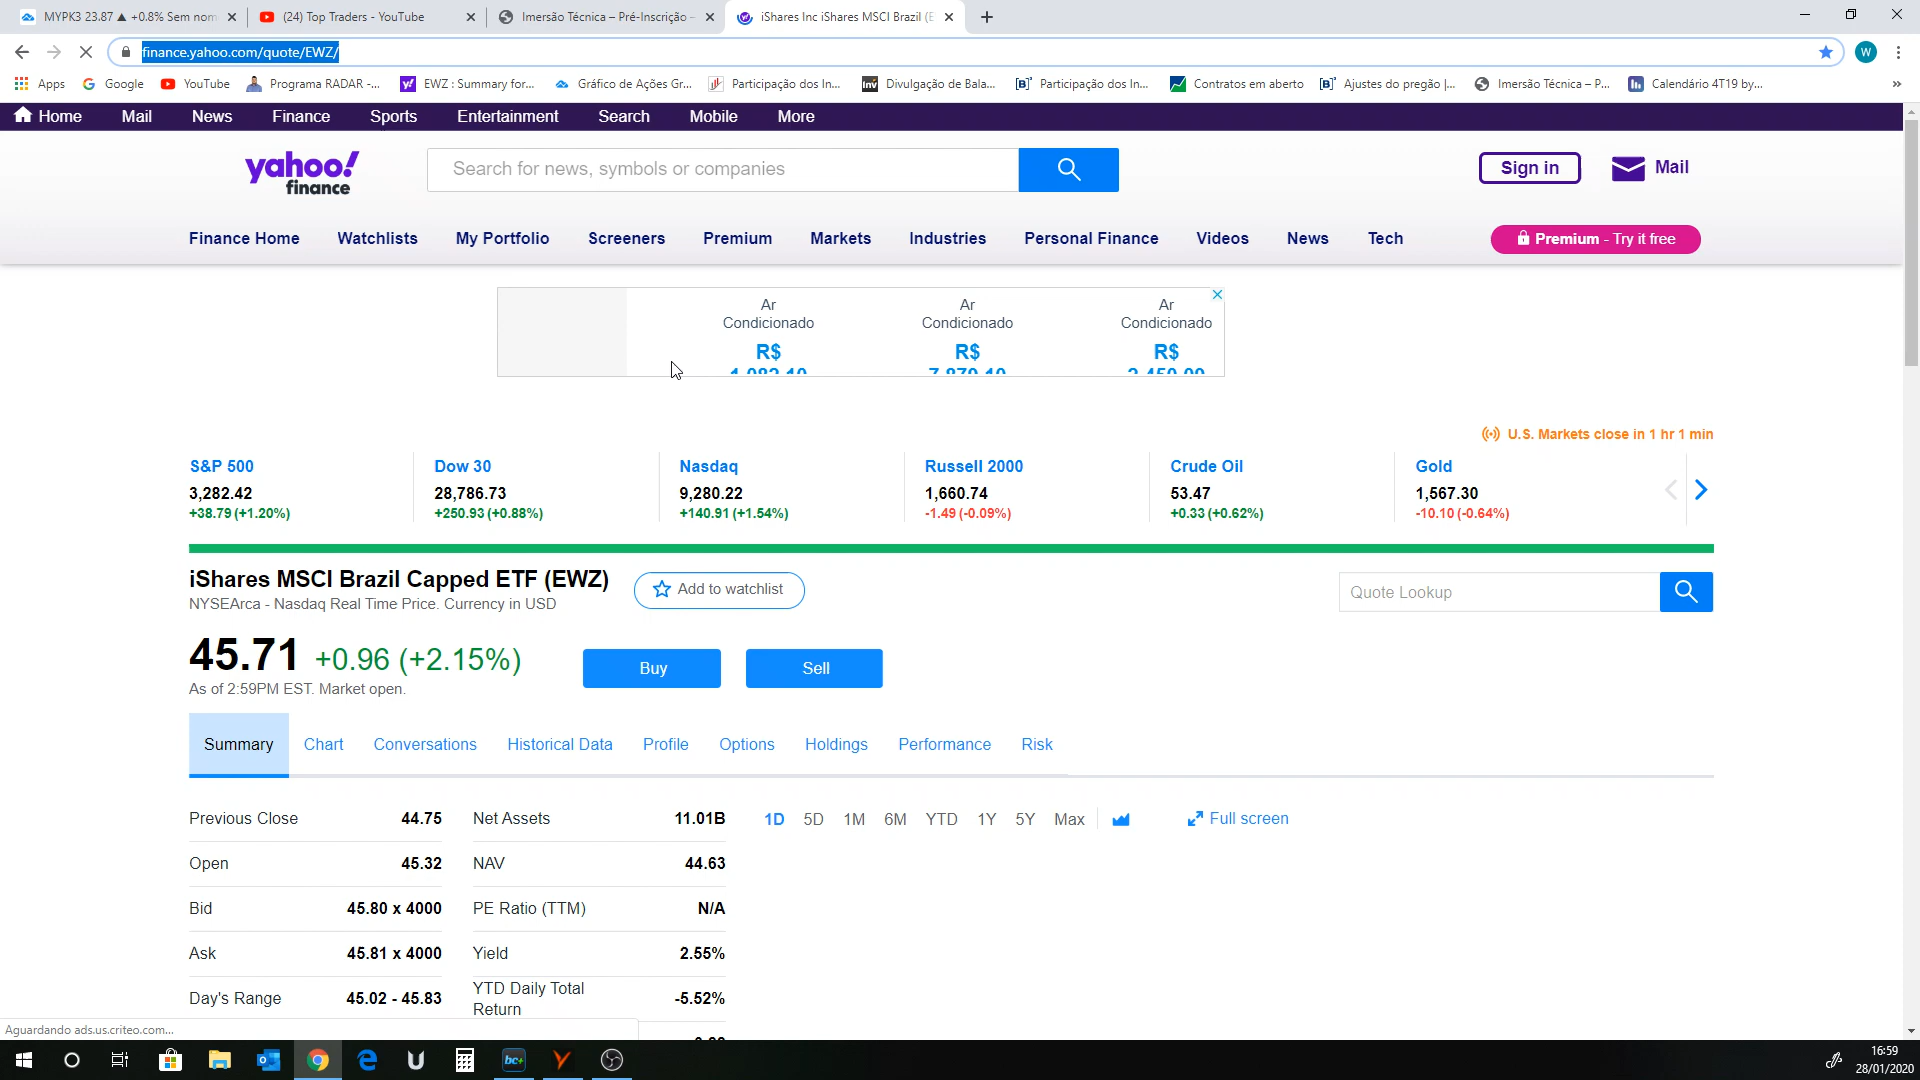 MYPK3 23.87 ▲ +0.8% Sem nom
(24) Top Traders - YouTube
Imersão Técnica – Pré-Inscrição –
iShares Inc iShares MSCI Brazil (E
finance.yahoo.com/quote/EWZ/
W
Apps
Google
YouTube
Programa RADAR -...
EWZ : Summary for...
Gráfico de Ações Gr...
Participação dos In...
Divulgação de Bala...
Participação dos In...
Contratos em aberto
Ajustes do pregão |...
Imersão Técnica – P...
Calendário 4T19 by...
»
Home Mail News Finance Sports Entertainment Search Mobile More
yahoo!
finance
Search for news, symbols or companies
Sign in
Mail
Finance Home Watchlists My Portfolio Screeners Premium Markets Industries Personal Finance Videos News Tech
Premium - Try it free
Ar Ar Ar
Condicionado Condicionado Condicionado
R$ R$ R$
1.082,10 7.870,10 2.450,00
U.S. Markets close in 1 hr 1 min
S&P 500 Dow 30 Nasdaq Russell 2000 Crude Oil Gold
3,282.42 28,786.73 9,280.22 1,660.74 53.47 1,567.30
+38.79 (+1.20%) +250.93 (+0.88%) +140.91 (+1.54%) -1.49 (-0.09%) +0.33 (+0.62%) -10.10 (-0.64%)
iShares MSCI Brazil Capped ETF (EWZ)
Add to watchlist
NYSEArca - Nasdaq Real Time Price. Currency in USD
Quote Lookup
45.71 +0.96 (+2.15%)
Buy Sell
As of 2:59PM EST. Market open.
Summary Chart Conversations Historical Data Profile Options Holdings Performance Risk
Previous Close 44.75 Net Assets 11.01B
1D 5D 1M 6M YTD 1Y 5Y Max Full screen
Open 45.32 NAV 44.63
Bid 45.80 x 4000 PE Ratio (TTM) N/A
Ask 45.81 x 4000 Yield 2.55%
Day's Range 45.02 - 45.83 YTD Daily Total Return -5.52%
Aguardando ads.us.criteo.com...
bc+
16:59
28/01/2020